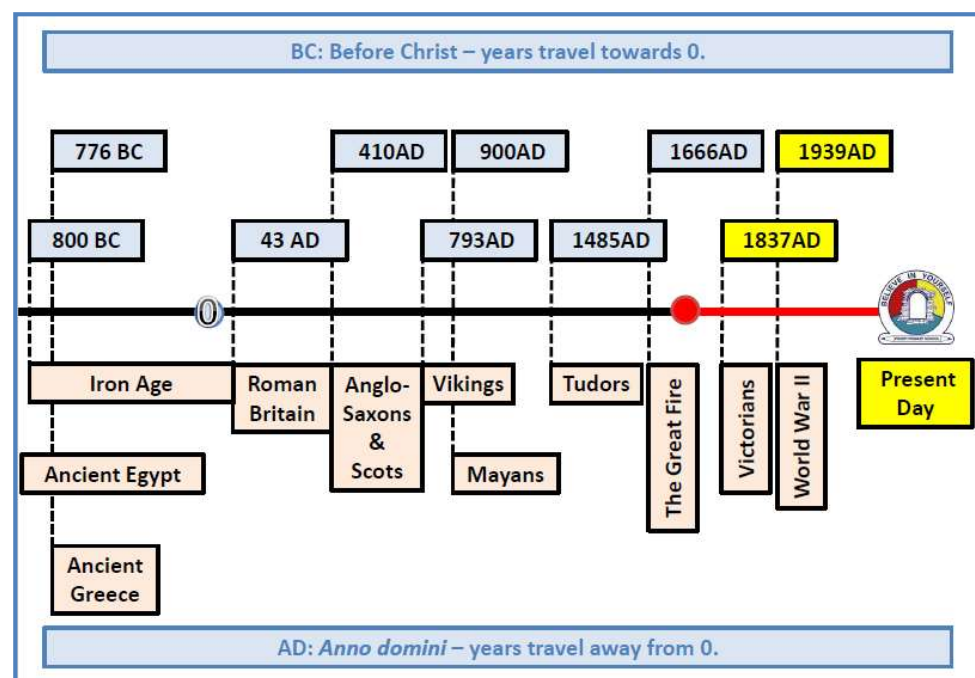 BC: Before Christ – years travel towards 0.
776 BC
410AD
900AD
1666AD
1939AD
800 BC
43 AD
793AD
1485AD
1837AD
0
BELIEVE IN YOURSELF
Iron Age
Roman
Britain
Anglo-
Saxons
&
Scots
Vikings
Tudors
The Great Fire
Victorians
World War II
Present
Day
Ancient Egypt
Mayans
Ancient
Greece
AD: Anno domini – years travel away from 0.